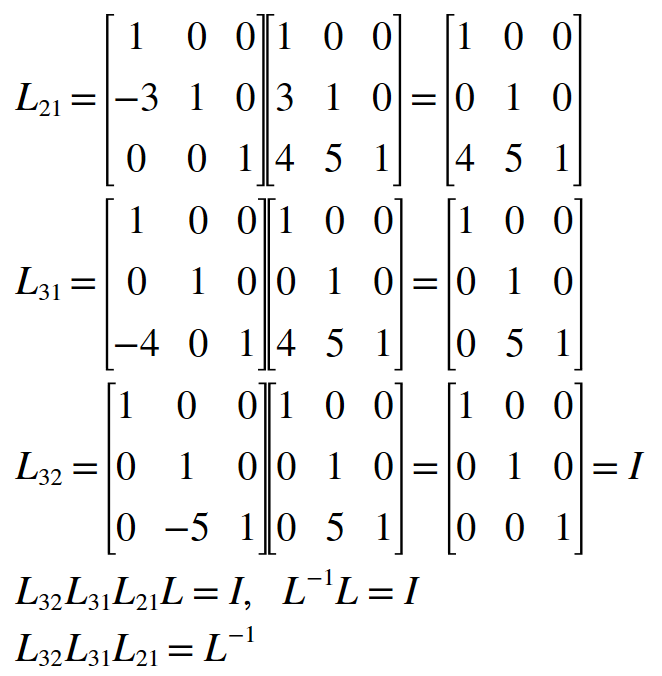 L₂₁ = [1 0 0; −3 1 0; 0 0 1] [1 0 0; 3 1 0; 4 5 1] = [1 0 0; 0 1 0; 4 5 1]
L₃₁ = [1 0 0; 0 1 0; −4 0 1] [1 0 0; 0 1 0; 4 5 1] = [1 0 0; 0 1 0; 0 5 1]
L₃₂ = [1 0 0; 0 1 0; 0 −5 1] [1 0 0; 0 1 0; 0 5 1] = [1 0 0; 0 1 0; 0 0 1] = I
L₃₂L₃₁L₂₁L = I, L⁻¹L = I
L₃₂L₃₁L₂₁ = L⁻¹